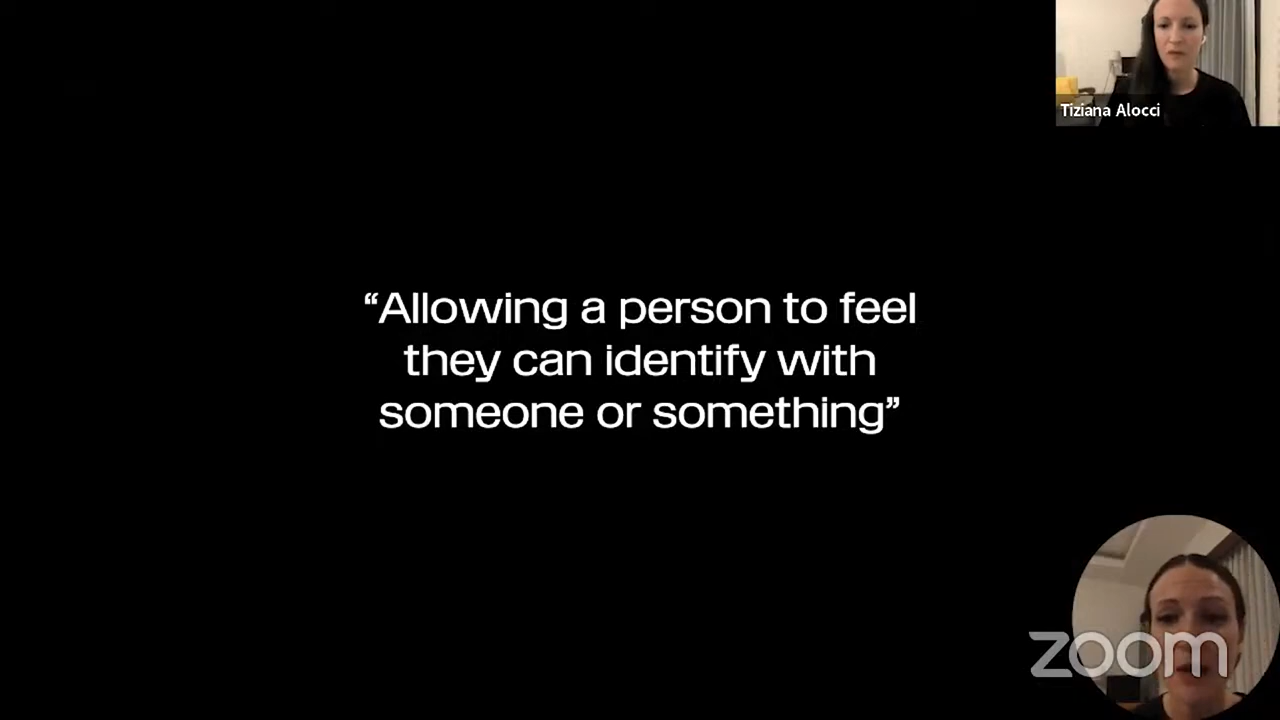 Tiziana Alocci
“Allowing a person to feel
they can identify with
someone or something”
zoom